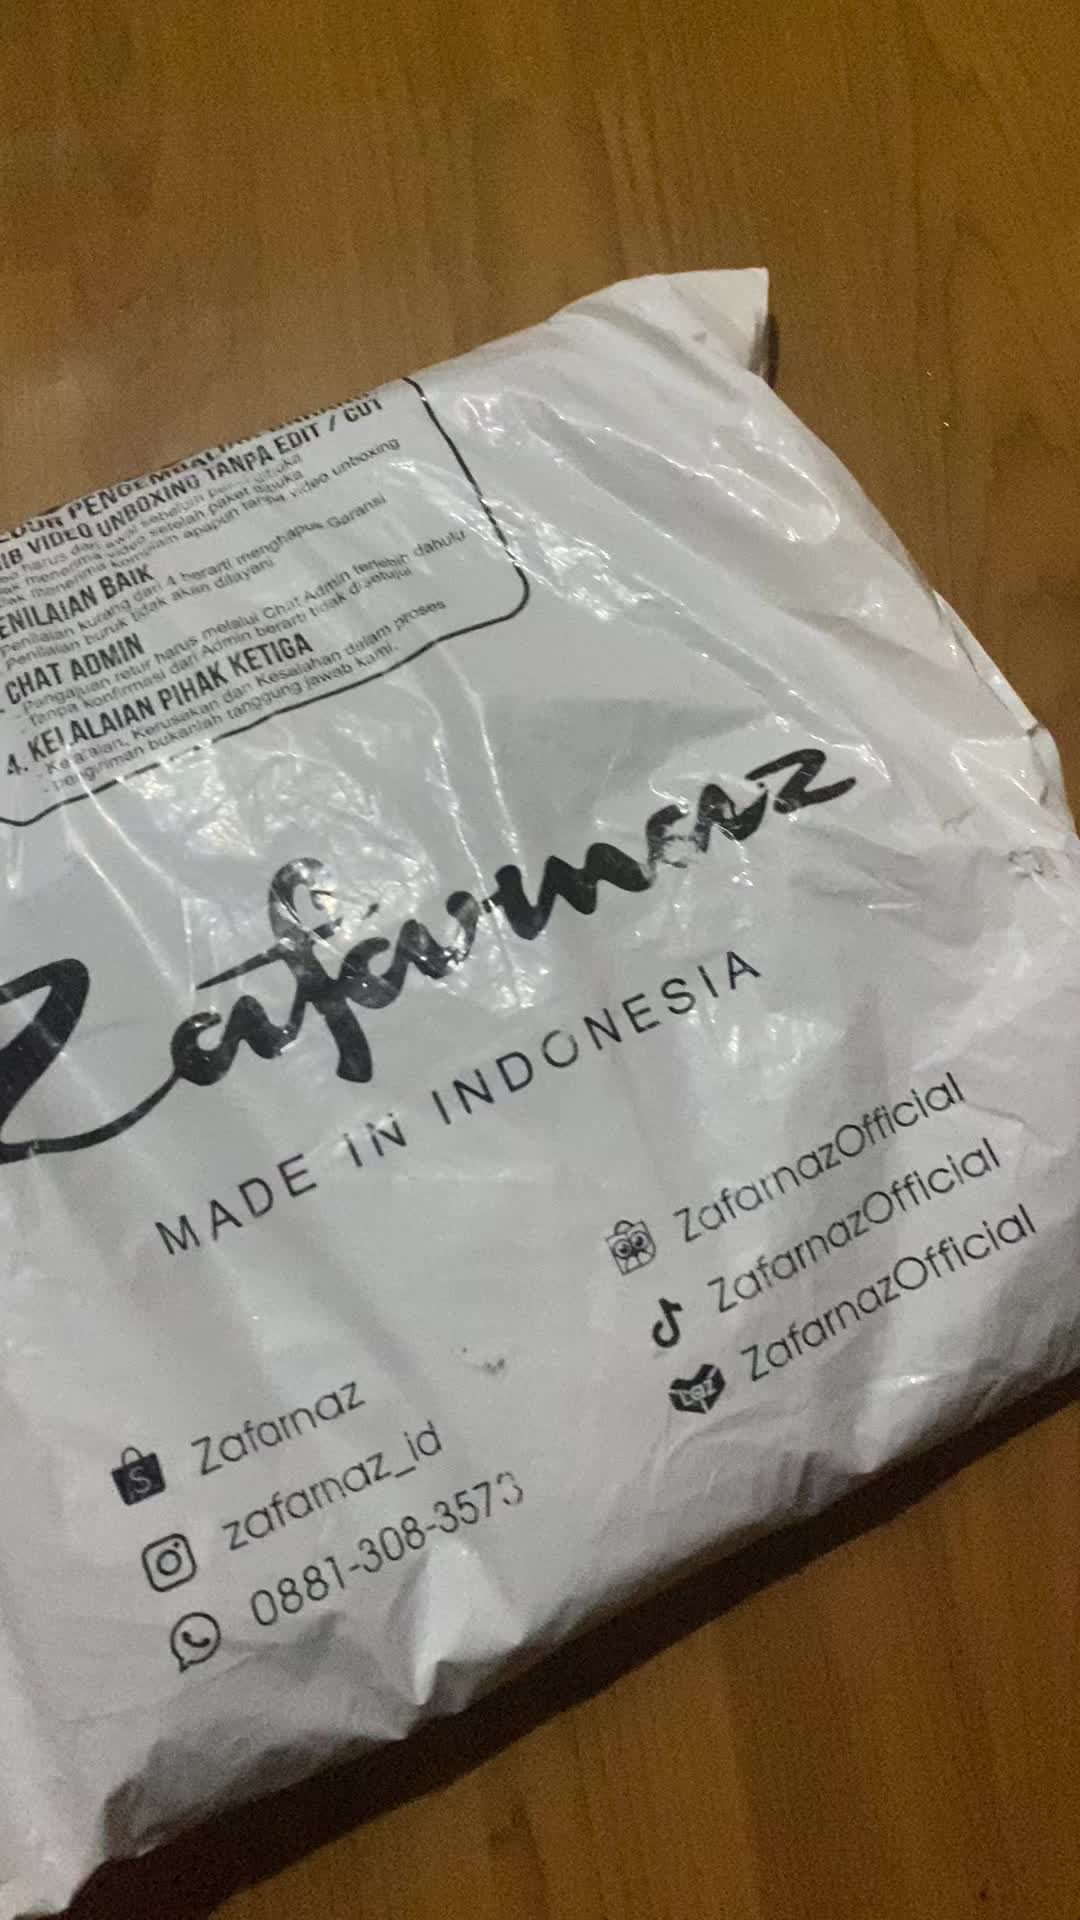 VIDEO UNBOXING TANPA EDIT / CUT
video unboxing
PENILAIAN BAIK
Penilaian kurang dari 4 berarti menghapus Garansi
Penilaian buruk tidak akan dilayani
CHAT ADMIN
- Pengajuan retur harus melalui Chat Admin terlebih dahulu
- Tanpa konfirmasi dari Admin berarti tidak disetujui
4. KELALAIAN PIHAK KETIGA
- Kelalaian, Kerusakan dan Kesalahan dalam proses
- pengiriman bukanlah tanggung jawab kami.
Zafarnaz
MADE IN INDONESIA
ZafarnazOfficial
ZafarnazOfficial
Laz ZafarnazOfficial
S Zafarnaz
zafarnaz_id
0881-308-3573